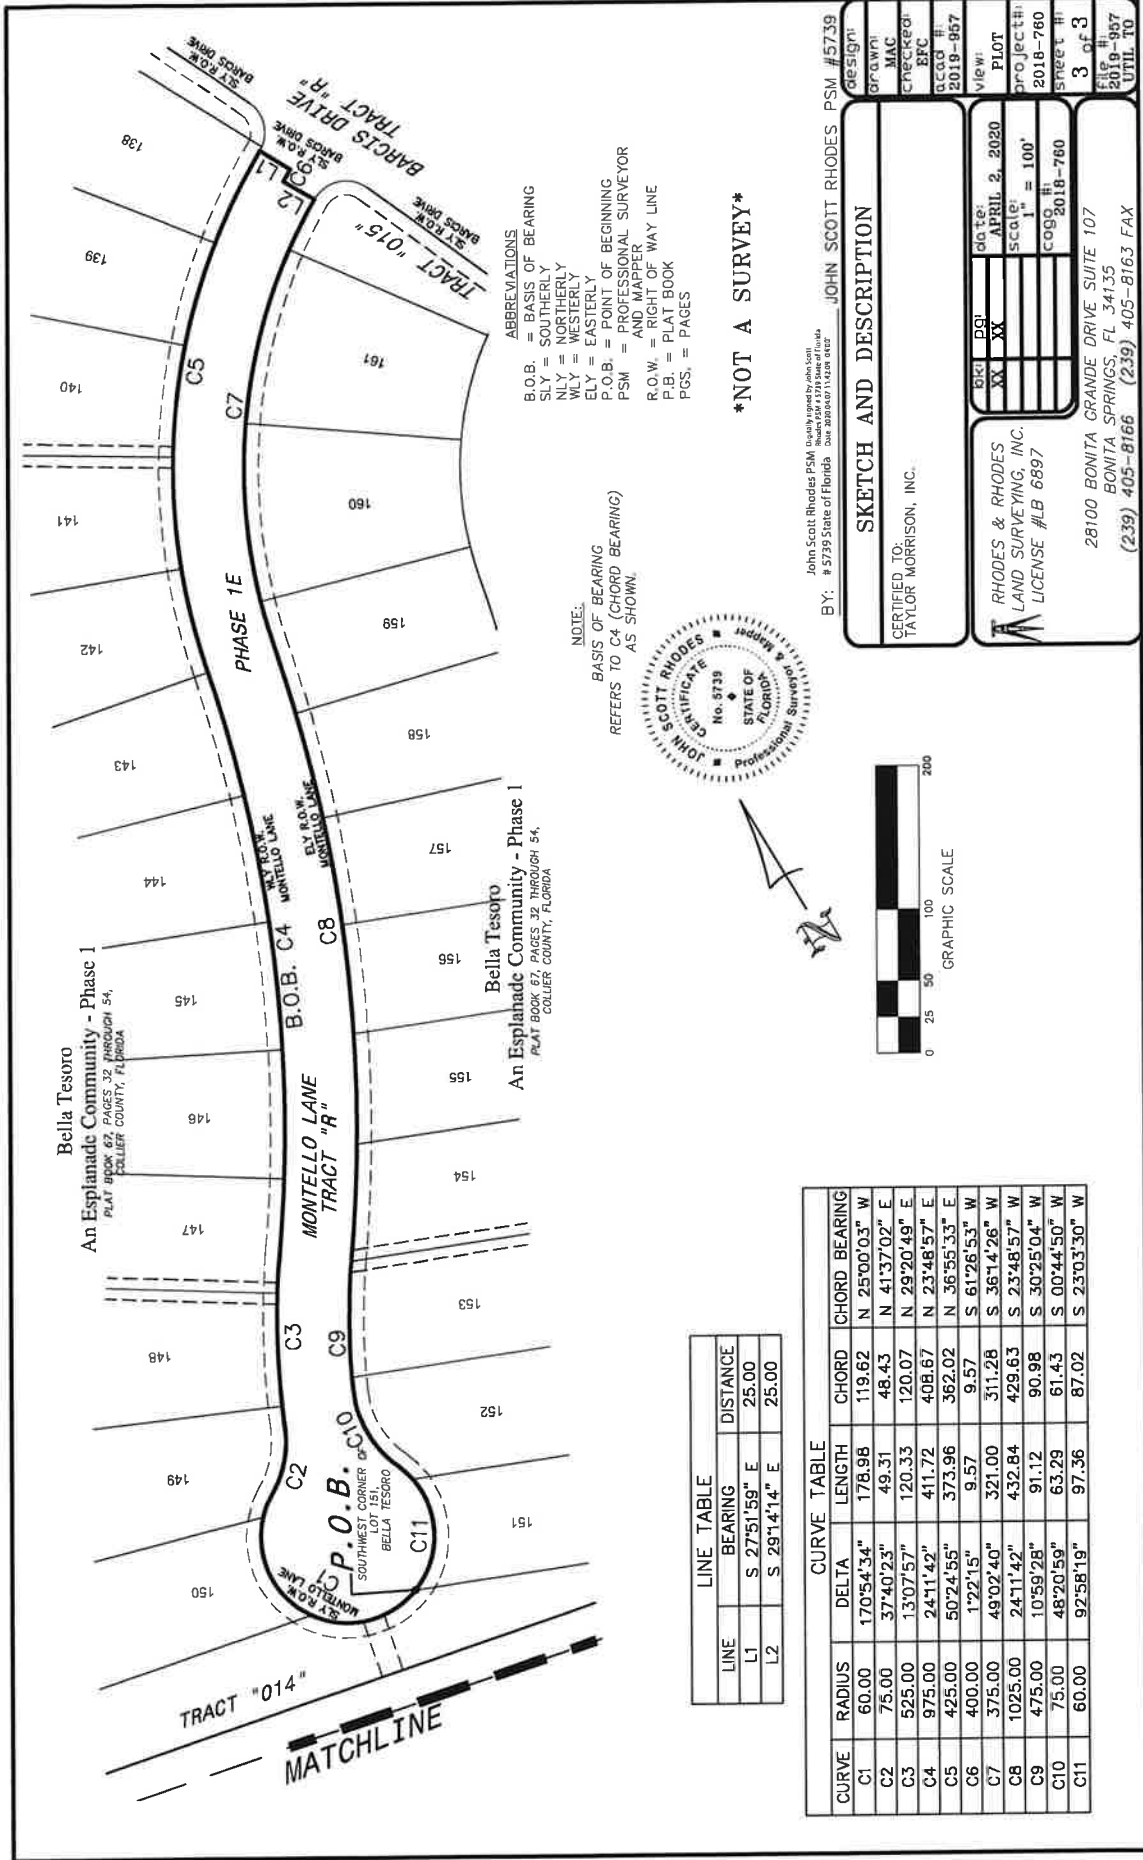 Bella Tesoro
An Esplanade Community - Phase 1
PLAT BOOK 67, PAGES 32 THROUGH 54,
COLLIER COUNTY, FLORIDA
TRACT "014"
MATCHLINE
150
149
148
147
146
145
144
143
142
141
140
139
138
SLY R.O.W.
MONTELLO LANE
C1
P.O.B.
SOUTHWEST CORNER OF
LOT 151,
BELLA TESORO
C2
C3
C9
C10
C11
MONTELLO LANE
TRACT "R"
B.O.B. C4
WLY R.O.W.
MONTELLO LANE
ELY R.O.W.
MONTELLO LANE
C8
PHASE 1E
C5
C7
L1
C6
L2
SLY R.O.W.
BARCIS DRIVE
SLY R.O.W.
BARCIS DRIVE
BARCIS DRIVE
TRACT "R"
SLY R.O.W.
BARCIS DRIVE
TRACT "015"
151
152
153
154
155
156
157
158
159
160
161
Bella Tesoro
An Esplanade Community - Phase 1
PLAT BOOK 67, PAGES 32 THROUGH 54,
COLLIER COUNTY, FLORIDA
ABBREVIATIONS
B.O.B. = BASIS OF BEARING
SLY = SOUTHERLY
NLY = NORTHERLY
WLY = WESTERLY
ELY = EASTERLY
P.O.B. = POINT OF BEGINNING
PSM = PROFESSIONAL SURVEYOR
AND MAPPER
R.O.W. = RIGHT OF WAY LINE
P.B. = PLAT BOOK
PGS. = PAGES
NOTE:
BASIS OF BEARING
REFERS TO C4 (CHORD BEARING)
AS SHOWN.
*NOT A SURVEY*
LINE TABLE
LINE BEARING DISTANCE
L1 S 27°51'59" E 25.00
L2 S 29°14'14" E 25.00
CURVE TABLE
CURVE RADIUS DELTA LENGTH CHORD CHORD BEARING
C1 60.00 170°54'34" 178.98 119.62 N 25°00'03" W
C2 75.00 37°40'23" 49.31 48.43 N 41°37'02" E
C3 525.00 13°07'57" 120.33 120.07 N 29°20'49" E
C4 975.00 24°11'42" 411.72 408.67 N 23°48'57" E
C5 425.00 50°24'55" 373.96 362.02 N 36°55'33" E
C6 400.00 1°22'15" 9.57 9.57 S 61°26'53" W
C7 375.00 49°02'40" 321.00 311.28 S 36°14'26" W
C8 1025.00 24°11'42" 432.84 429.63 S 23°48'57" W
C9 475.00 10°59'28" 91.12 90.98 S 30°25'04" W
C10 75.00 48°20'59" 63.29 61.43 S 00°44'50" W
C11 60.00 92°58'19" 97.36 87.02 S 23°03'30" W
0 25 50 100 200
GRAPHIC SCALE
N
JOHN SCOTT RHODES
CERTIFICATE
No. 5739
STATE OF
FLORIDA
Professional Surveyor & Mapper
John Scott Rhodes PSM
BY: # 5739 State of Florida
JOHN SCOTT RHODES PSM #5739
SKETCH AND DESCRIPTION
CERTIFIED TO:
TAYLOR MORRISON, INC.
RHODES & RHODES
LAND SURVEYING, INC.
LICENSE #LB 6897
bk: pg:
XX XX
date:
APRIL 2, 2020
scale:
1" = 100'
cogo #:
2018-760
28100 BONITA GRANDE DRIVE SUITE 107
BONITA SPRINGS, FL 34135
(239) 405-8166 (239) 405-8163 FAX
design:
drawn:
MAC
checked:
EFC
acad #:
2019-957
view:
PLOT
project#:
2018-760
sheet #:
3 of 3
file #:
2019-957
UTIL TO